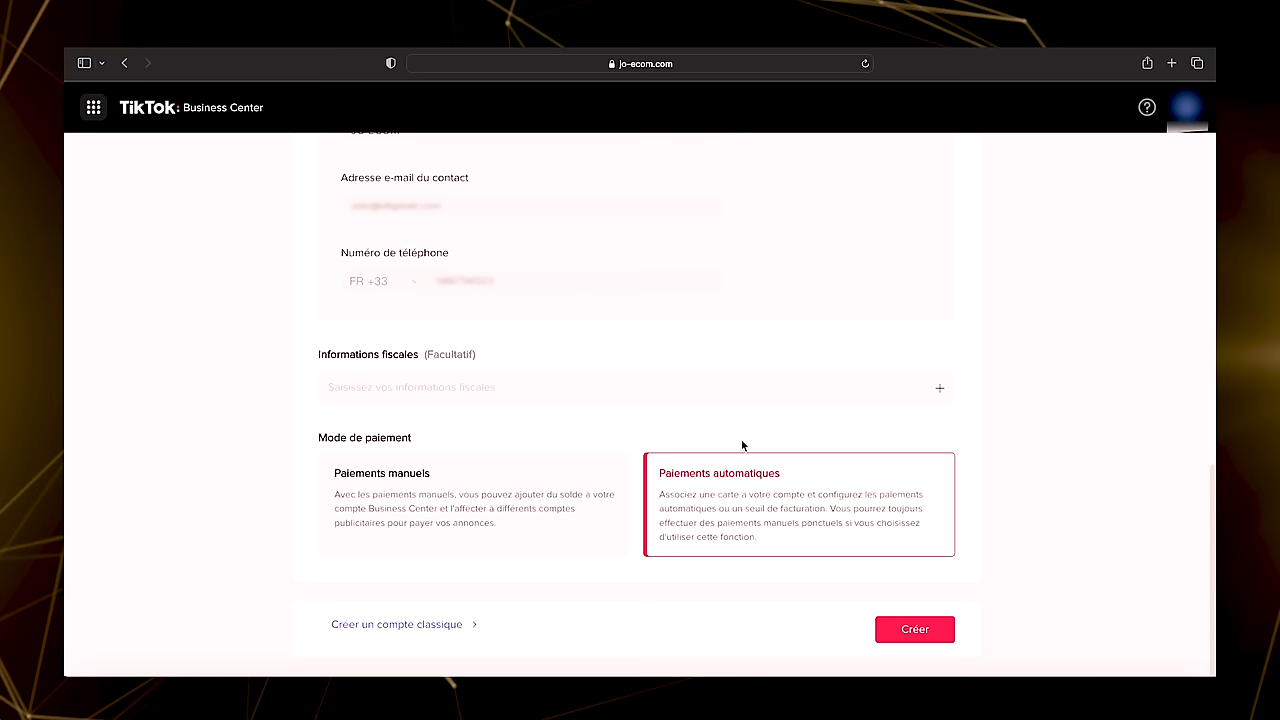 jo-ecom.com
TikTok: Business Center
Adresse e-mail du contact
Numéro de téléphone
FR +33
Informations fiscales (Facultatif)
Saisissez vos informations fiscales
Mode de paiement
Paiements manuels
Avec les paiements manuels, vous pouvez ajouter du solde à votre
compte Business Center et l'affecter à différents comptes
publicitaires pour payer vos annonces.
Paiements automatiques
Associez une carte à votre compte et configurez les paiements
automatiques ou un seuil de facturation. Vous pourrez toujours
effectuer des paiements manuels ponctuels si vous choisissez
d'utiliser cette fonction.
Créer un compte classique
Créer